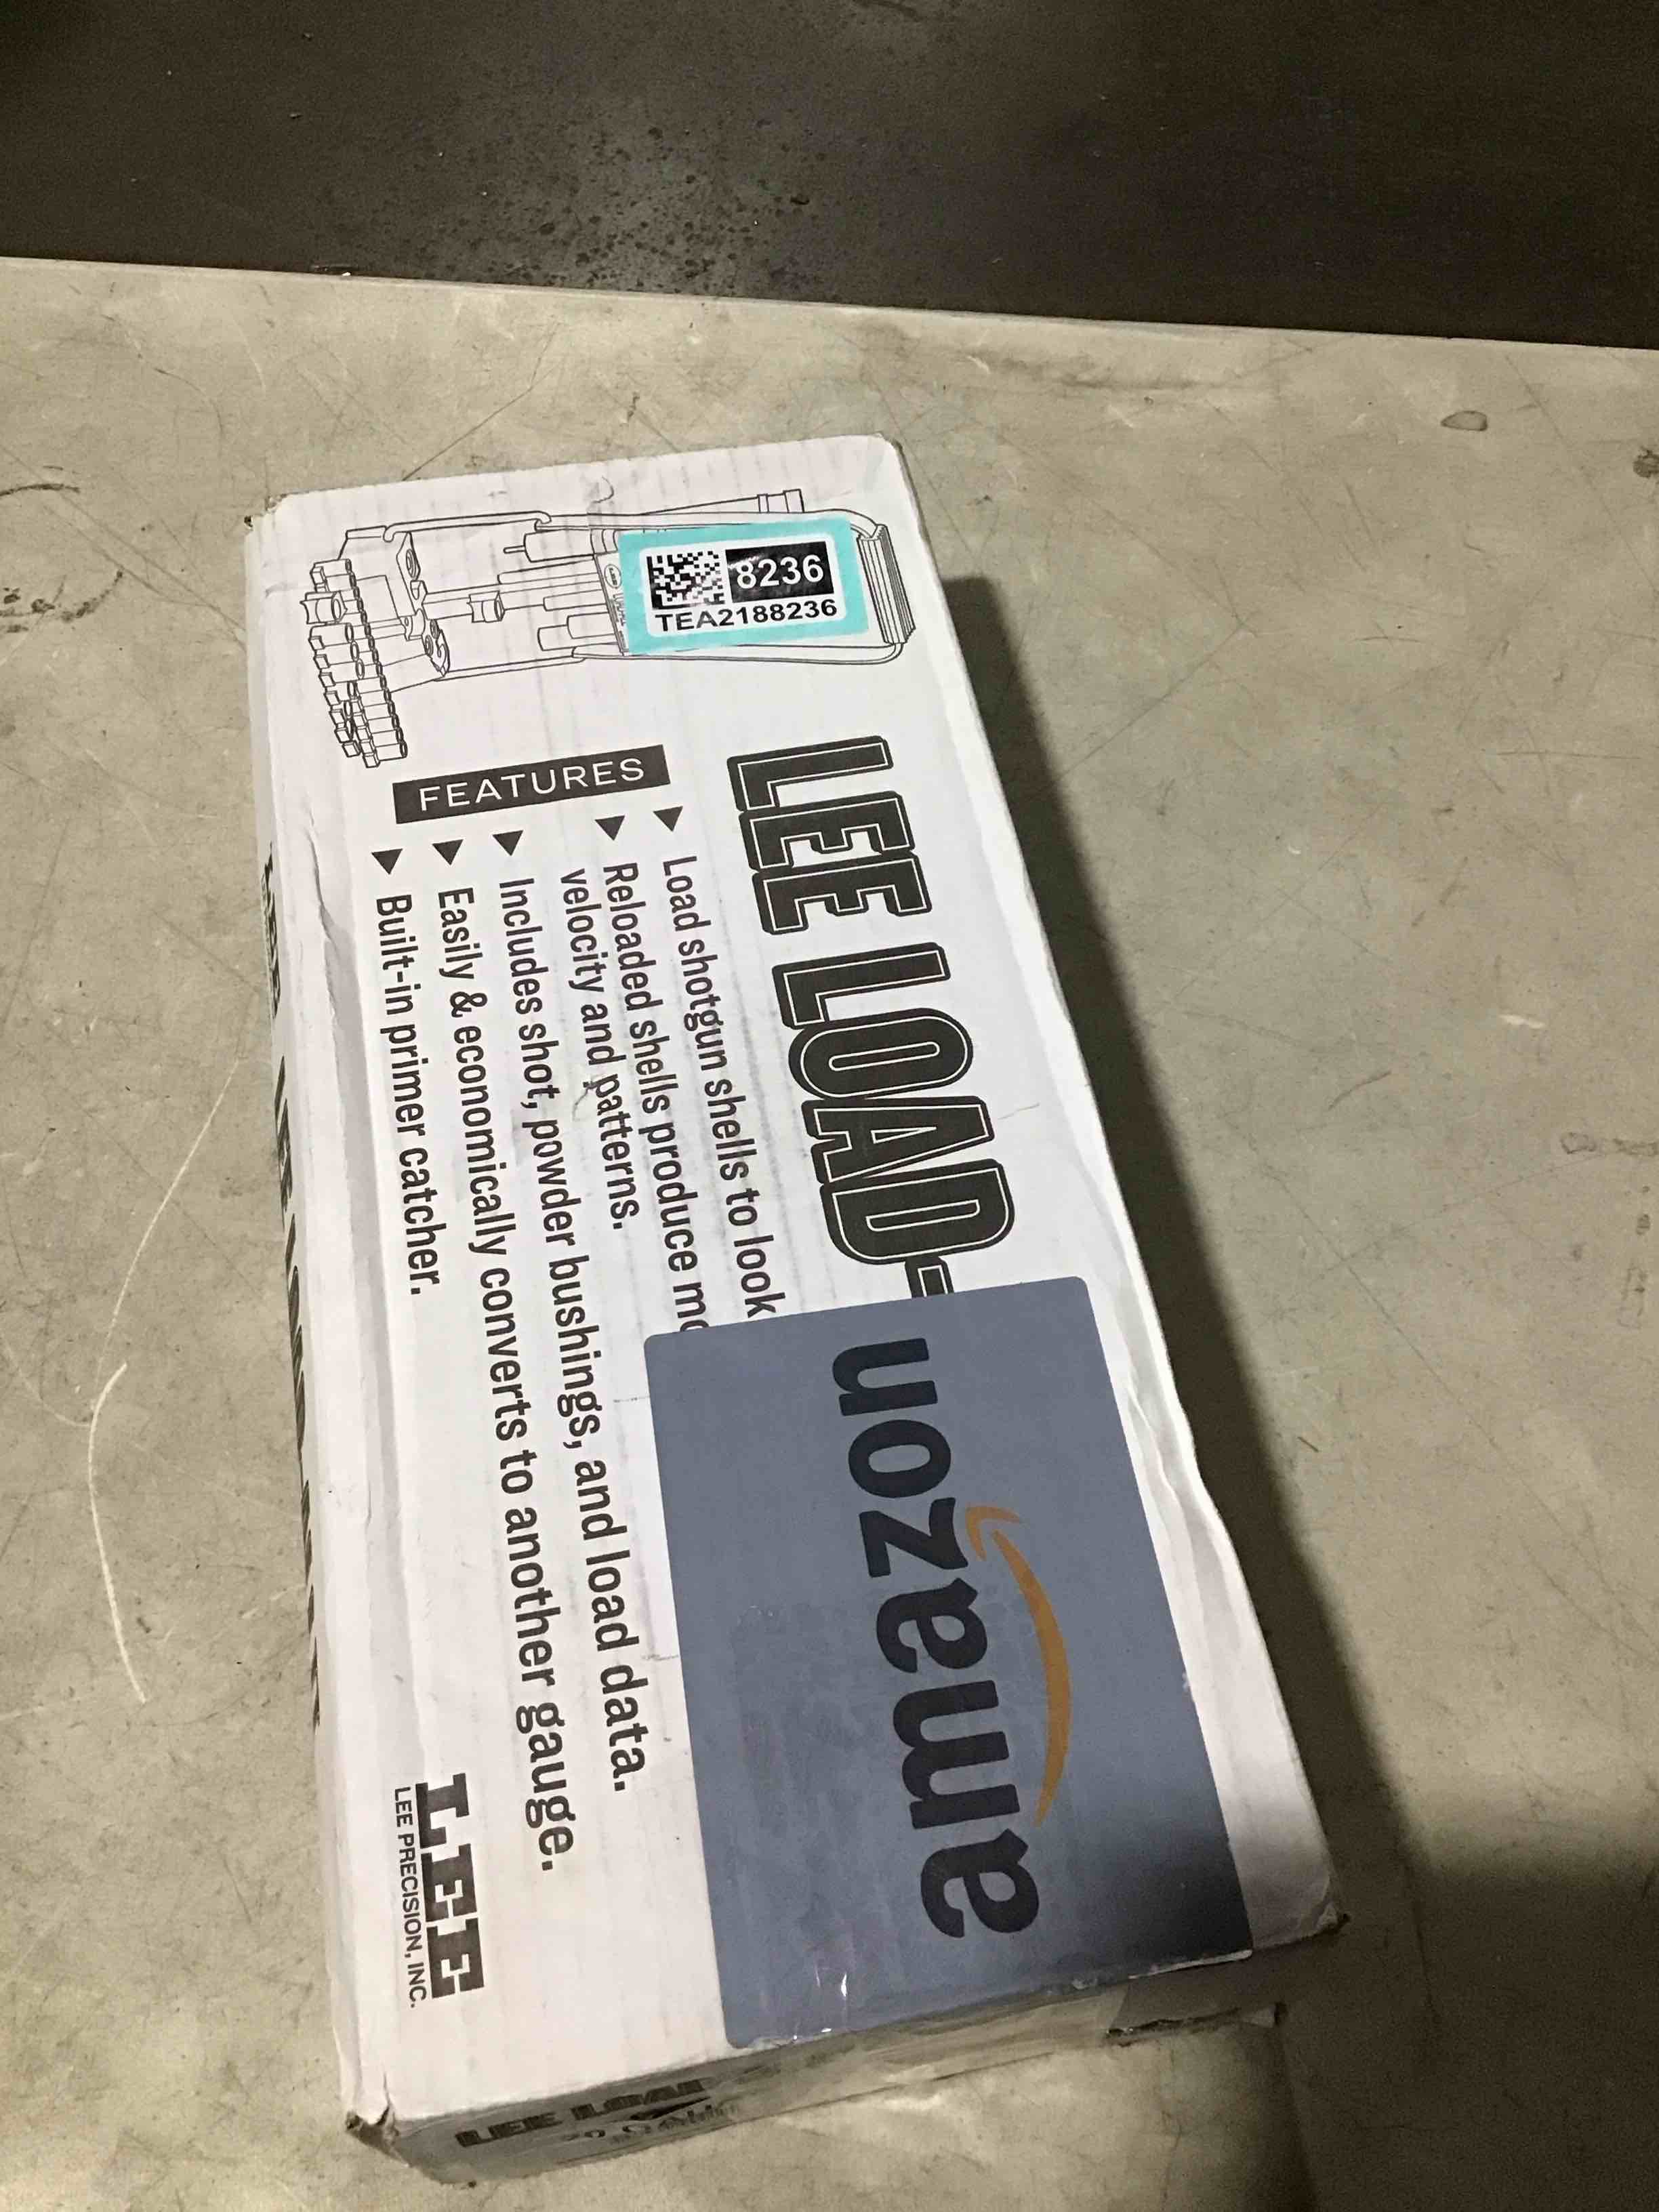 8236
TEA2188236
LEE LOAD-
FEATURES
Load shotgun shells to look
Reloaded shells produce
velocity and patterns.
Includes shot, powder bushings, and load data.
Easily & economically converts to another gauge.
Built-in primer catcher.
amazon
LEE
LEE PRECISION, INC.
LEE LOAD